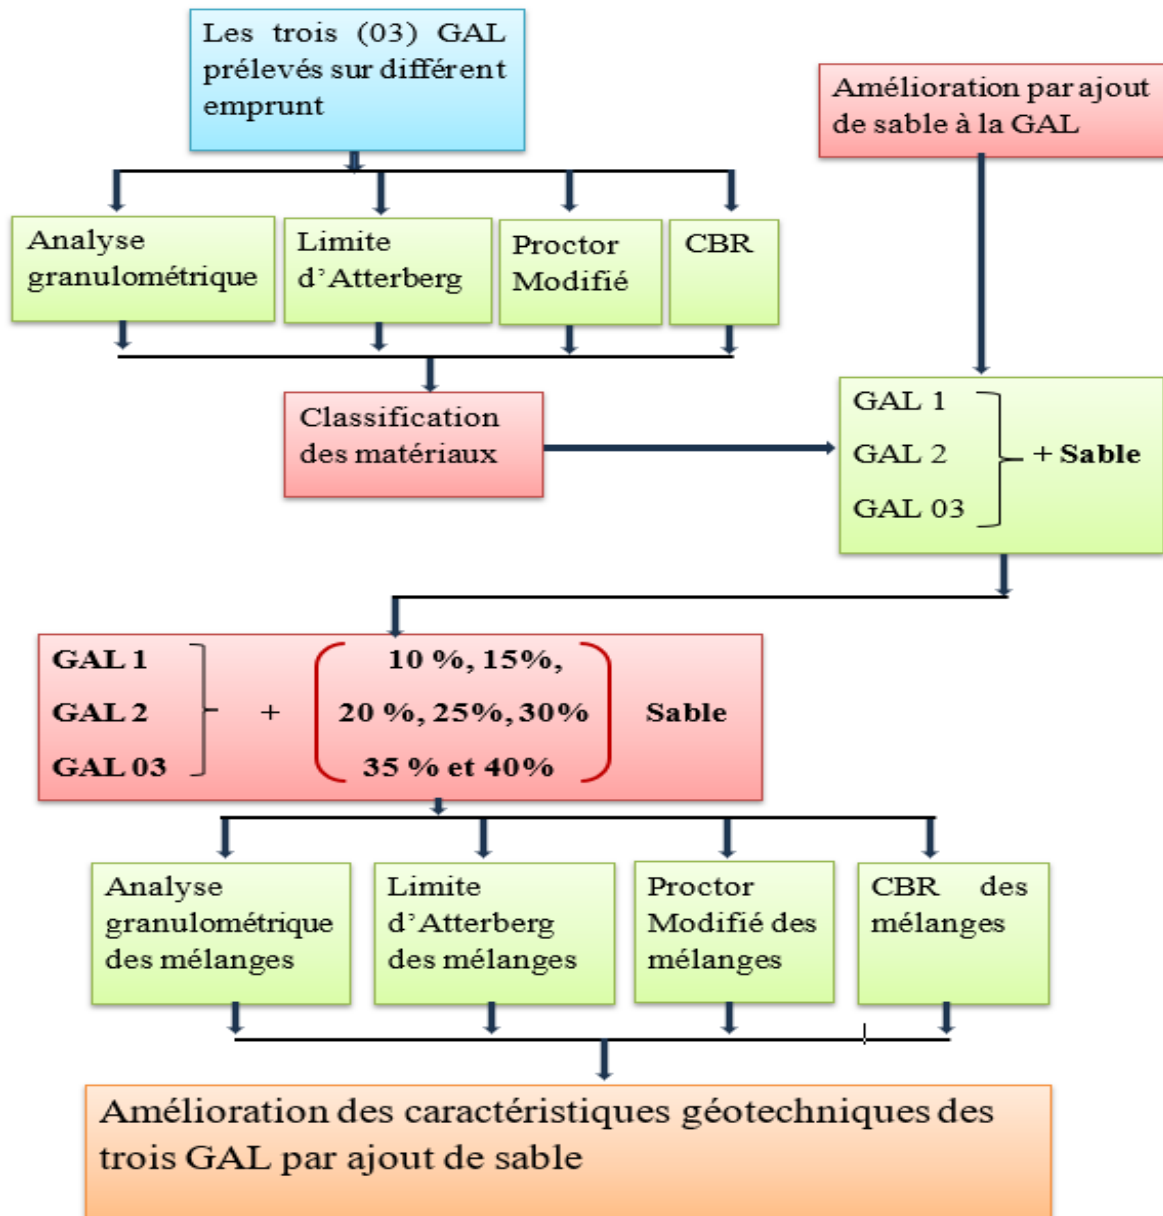 Les trois (03) GAL
prélevés sur différent
emprunt
Amélioration par ajout
de sable à la GAL
Analyse
granulométrique
Limite
d'Atterberg
Proctor
Modifié
CBR
Classification
des matériaux
GAL 1
GAL 2
GAL 03
+ Sable
GAL 1
GAL 2
GAL 03
+
10 %, 15%,
20 %, 25%, 30%
35 % et 40%
Sable
Analyse
granulométrique
des mélanges
Limite
d'Atterberg
des mélanges
Proctor
Modifié des
mélanges
CBR des
mélanges
Amélioration des caractéristiques géotechniques des
trois GAL par ajout de sable